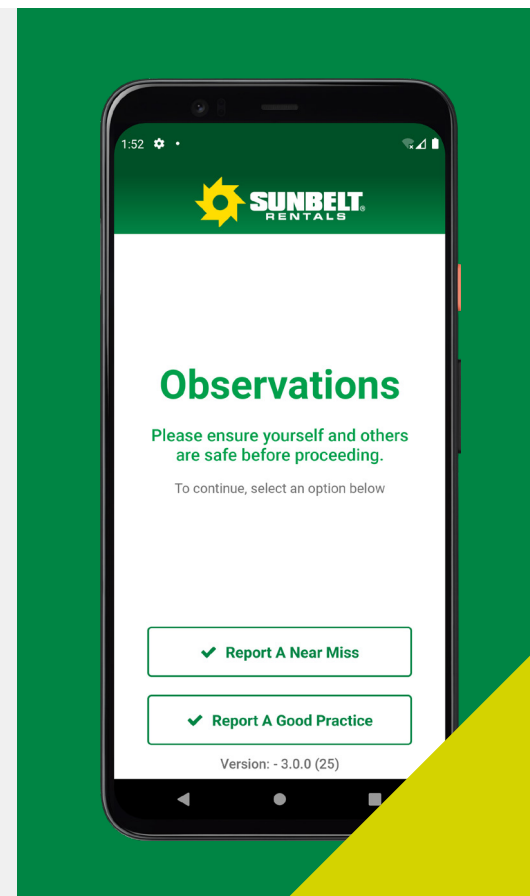 1:52
SUNBELT®
RENTALS
Observations
Please ensure yourself and others
are safe before proceeding.
To continue, select an option below
Report A Near Miss
Report A Good Practice
Version: - 3.0.0 (25)